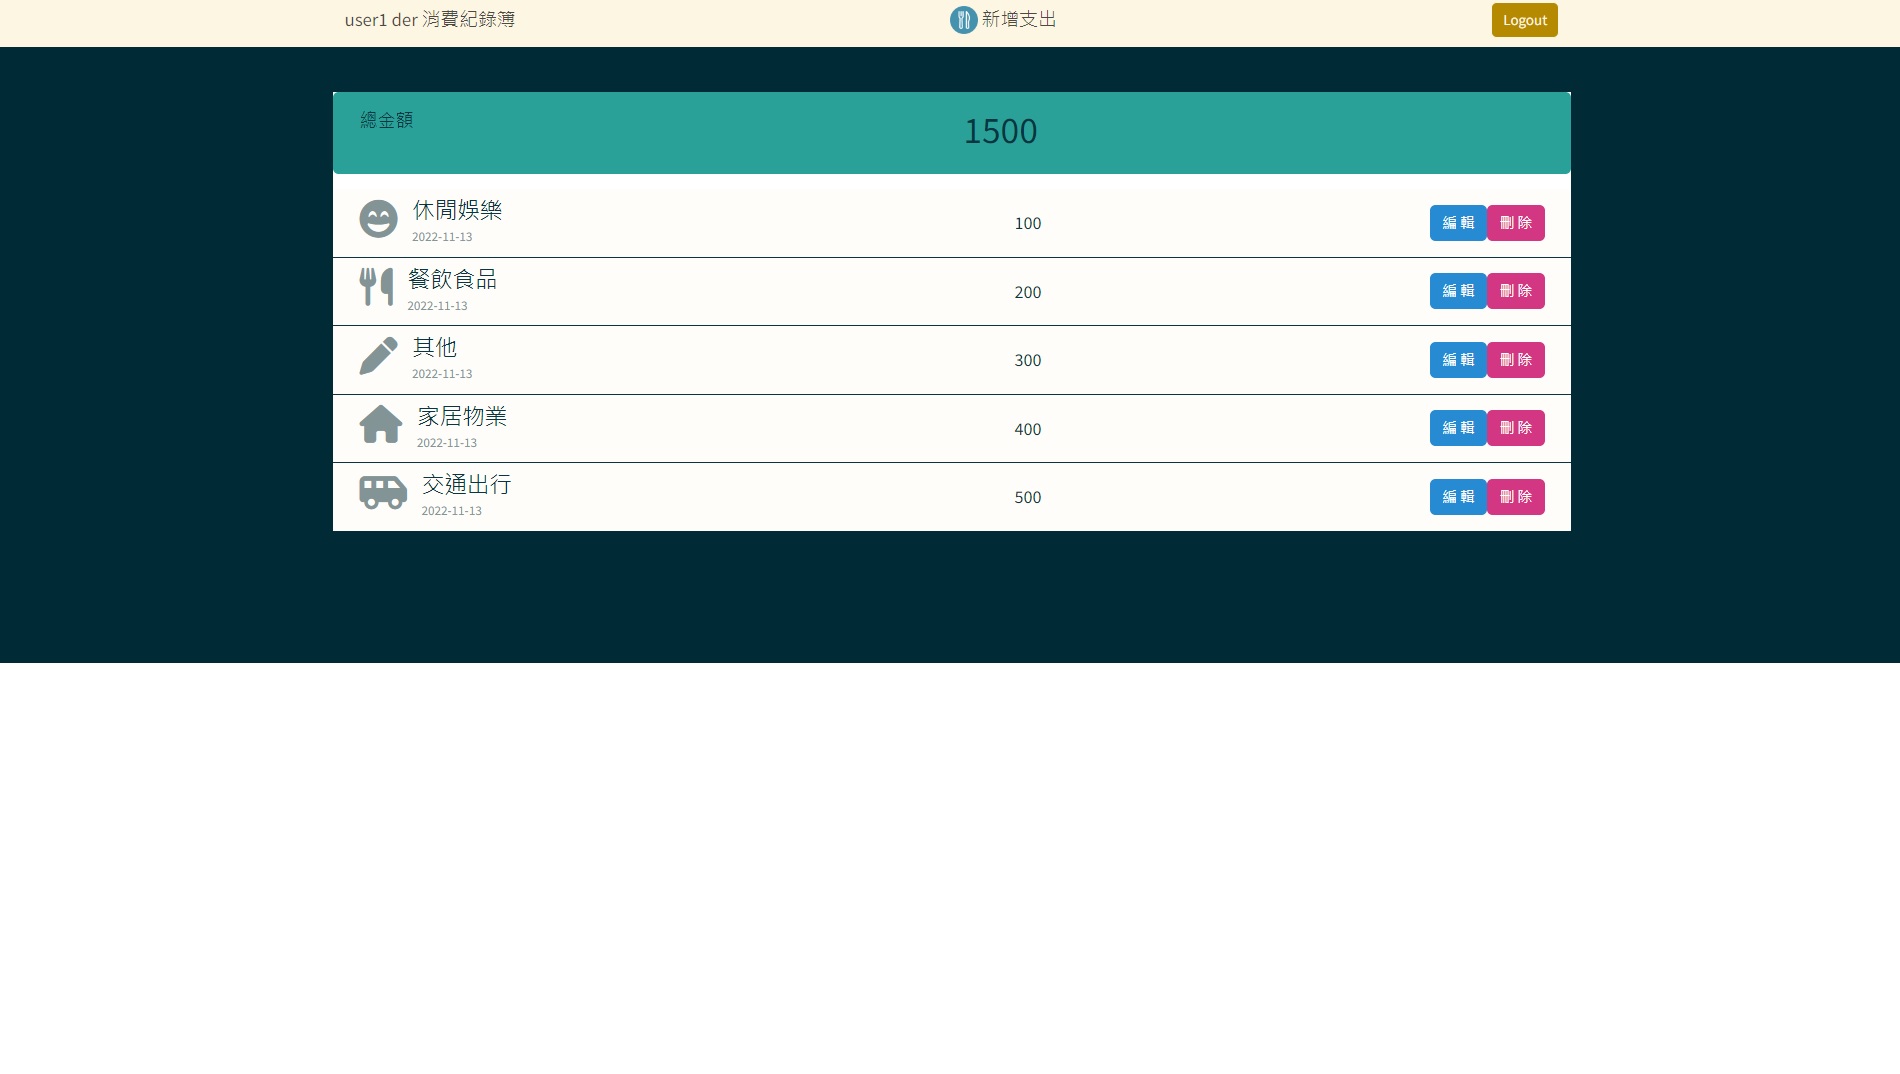 user1 der 消費紀錄簿 新增支出 Logout
總金額 1500
休閒娛樂
2022-11-13
100 編 輯 刪 除
餐飲食品
2022-11-13
200 編 輯 刪 除
其他
2022-11-13
300 編 輯 刪 除
家居物業
2022-11-13
400 編 輯 刪 除
交通出行
2022-11-13
500 編 輯 刪 除